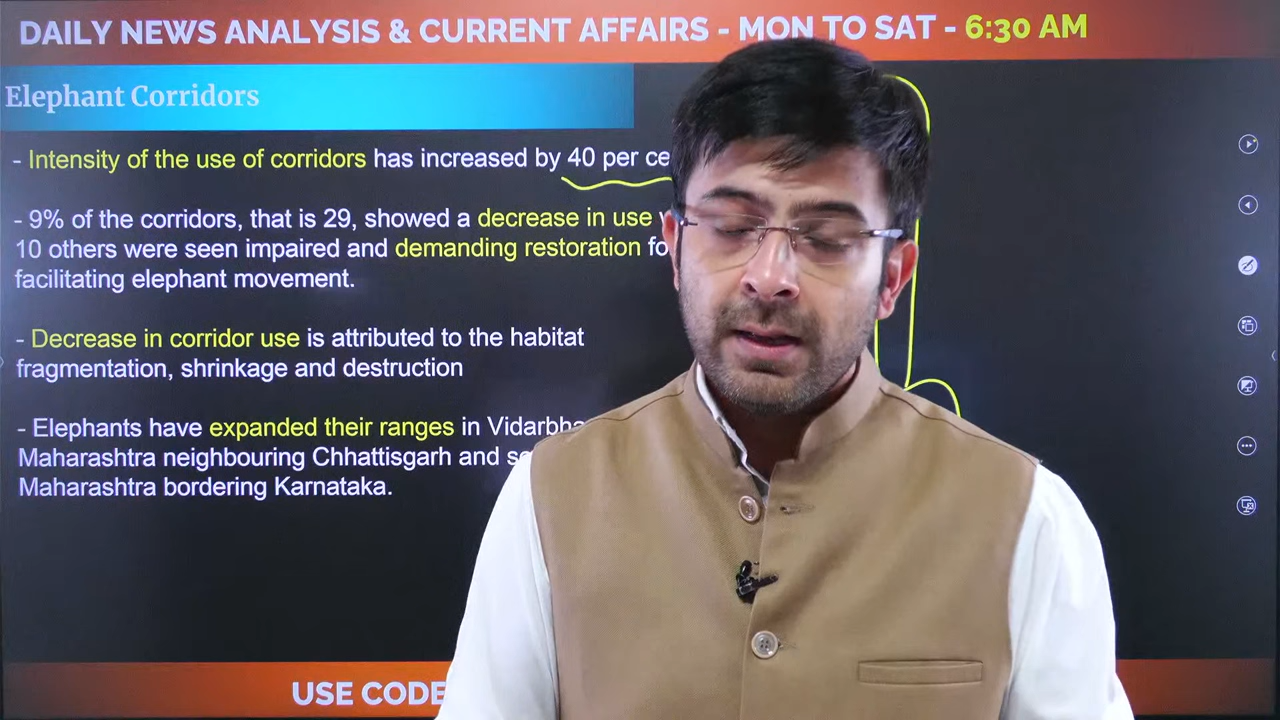 DAILY NEWS ANALYSIS & CURRENT AFFAIRS - MON TO SAT - 6:30 AM
Elephant Corridors
- Intensity of the use of corridors has increased by 40 per
- 9% of the corridors, that is 29, showed a decrease in use
10 others were seen impaired and demanding restoration
facilitating elephant movement.
- Decrease in corridor use is attributed to the habitat
fragmentation, shrinkage and destruction
- Elephants have expanded their ranges in Vidarbha
Maharashtra neighbouring Chhattisgarh and
Maharashtra bordering Karnataka.
USE CODE